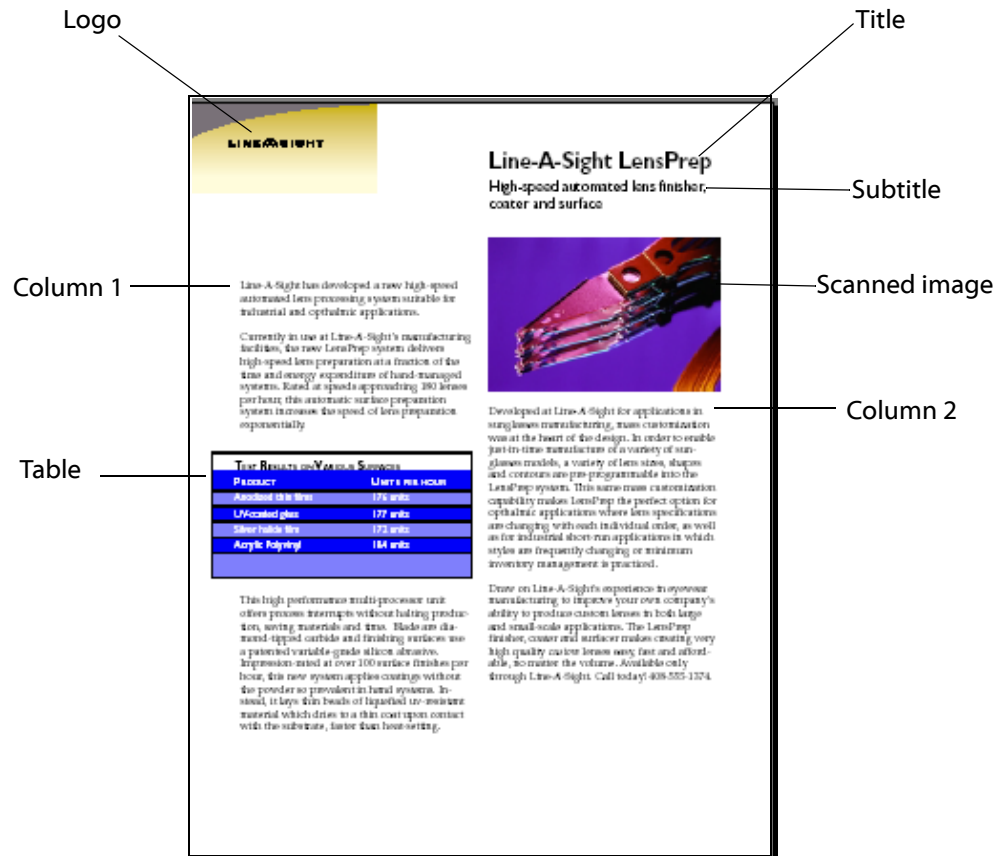 Logo
Title
LINE A SIGHT
Line-A-Sight LensPrep
High-speed automated lens finisher,
coater and surface
Subtitle
Column 1
Scanned image
Line-A-Sight has developed a new high-speed
automated lens processing system suitable for
industrial and opthalmic applications.
Currently in use at Line-A-Sight's manufacturing
facilities, the new LensPrep system delivers
high-speed lens preparation at a fraction of the
time and energy expenditure of hand-managed
systems. Rated at speeds approaching 180 lenses
per hour, this automatic surface preparation
system increases the speed of lens preparation
exponentially.
Table
TEST RESULTS ON VARIOUS SURFACES
PRODUCT UNITS PER HOUR
Anodized thin films 176 units
UV-coated glass 177 units
Silver halide film 172 units
Acrylic Polyvinyl 184 units
This high performance multi-processor unit
offers process interrupts without halting produc-
tion, saving materials and time. Blades are dia-
mond-tipped carbide and finishing surfaces use
a patented variable-grade silicon abrasive.
Impression-rated at over 100 surface finishes per
hour, this new system applies coatings without
the powder so prevalent in hand systems. In-
stead, it lays thin beads of liquefied uv-resistant
material which dries to a thin coat upon contact
with the substrate, faster than heat-setting.
Column 2
Developed at Line-A-Sight for applications in
sunglasses manufacturing, mass customization
was at the heart of the design. In order to enable
just-in-time manufacture of a variety of sun-
glasses models, a variety of lens sizes, shapes
and contours are pre-programmable into the
LensPrep system. This same mass customization
capability makes LensPrep the perfect option for
opthalmic applications where lens specifications
are changing with each individual order, as well
as for industrial short-run applications in which
styles are frequently changing or minimum
inventory management is practiced.
Draw on Line-A-Sight's experience in eyewear
manufacturing to improve your own company's
ability to produce custom lenses in both large
and small-scale applications. The LensPrep
finisher, coater and surfacer makes creating very
high quality custom lenses easy, fast and afford-
able, no matter the volume. Available only
through Line-A-Sight. Call today! 408-555-1374.